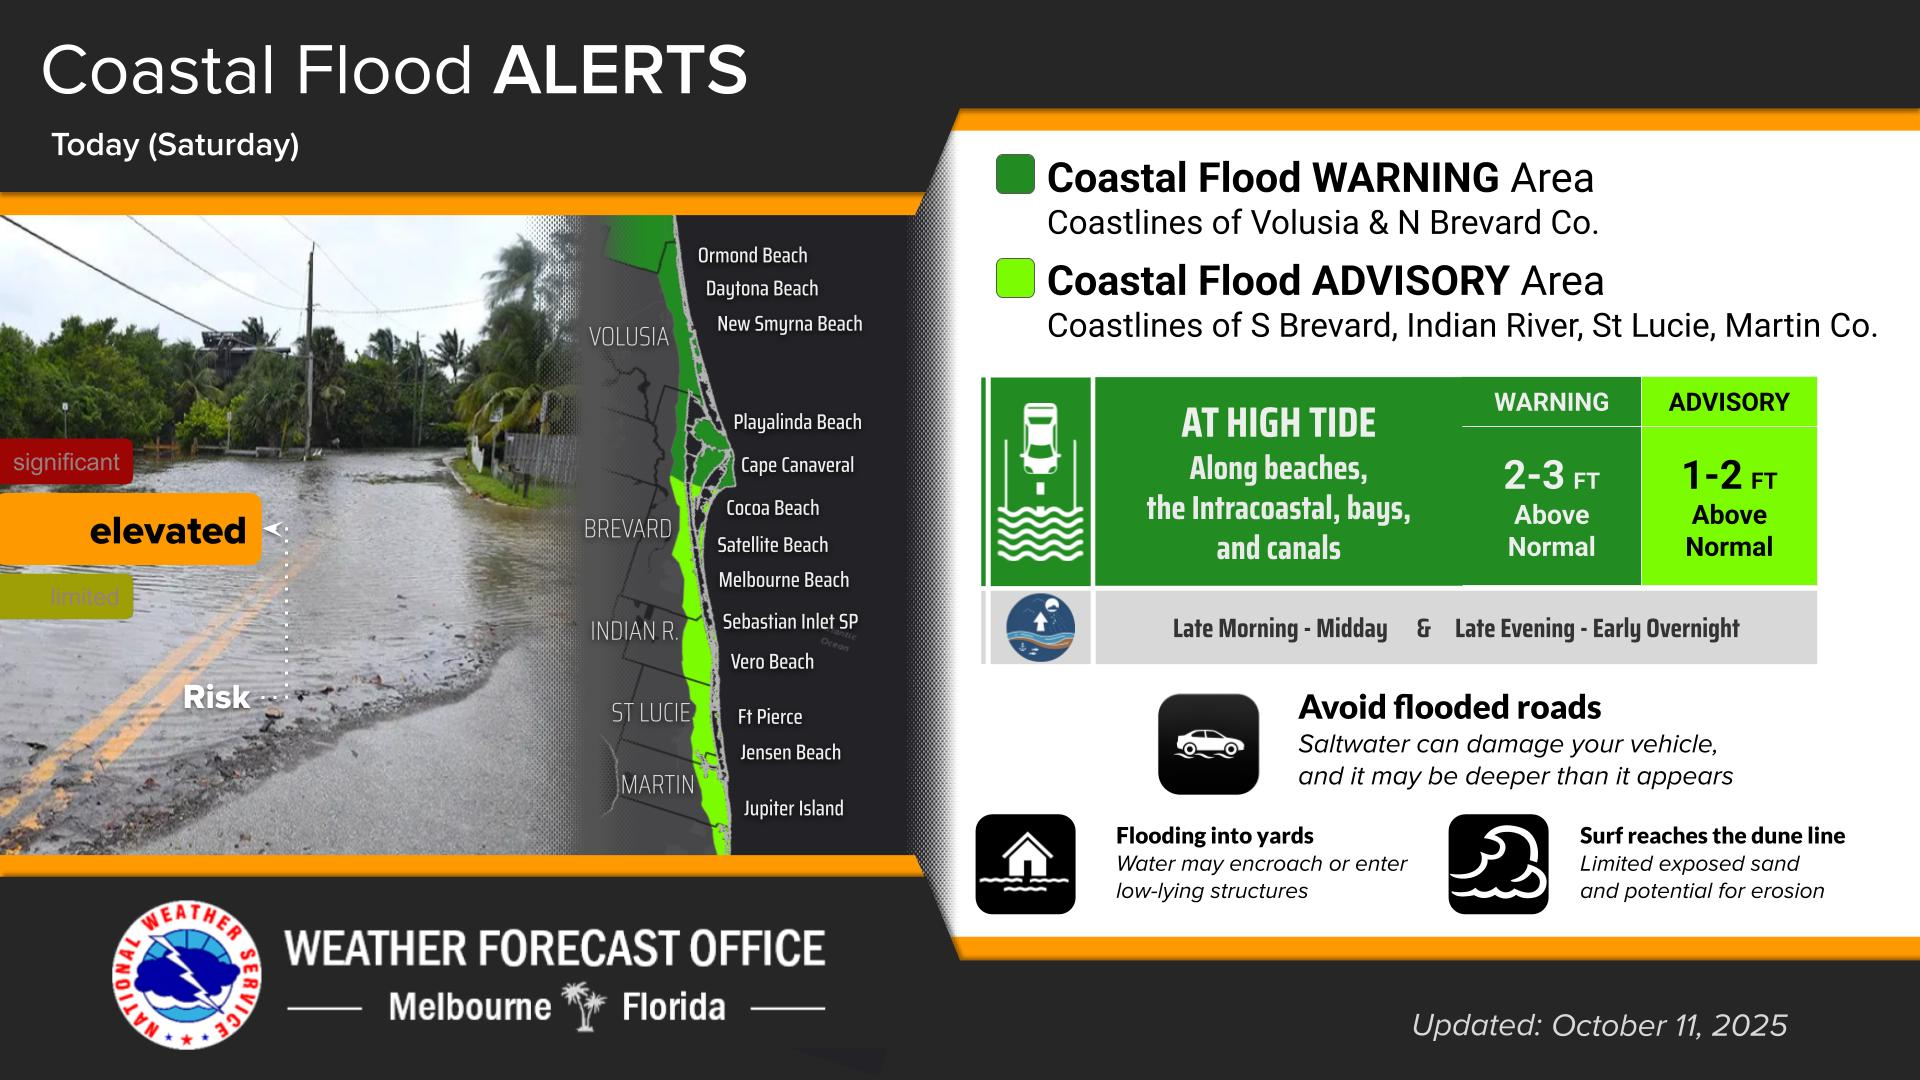 Coastal Flood ALERTS
Today (Saturday)
significant
elevated
limited
Risk
VOLUSIA
BREVARD
INDIAN R.
ST LUCIE
MARTIN
Ormond Beach
Daytona Beach
New Smyrna Beach
Playalinda Beach
Cape Canaveral
Cocoa Beach
Satellite Beach
Melbourne Beach
Sebastian Inlet SP
Ocean
Vero Beach
Ft Pierce
Jensen Beach
Jupiter Island
Coastal Flood WARNING Area
Coastlines of Volusia & N Brevard Co.
Coastal Flood ADVISORY Area
Coastlines of S Brevard, Indian River, St Lucie, Martin Co.
AT HIGH TIDE
Along beaches,
the Intracoastal, bays,
and canals
WARNING
2-3 FT
Above
Normal
ADVISORY
1-2 FT
Above
Normal
Late Morning - Midday & Late Evening - Early Overnight
Avoid flooded roads
Saltwater can damage your vehicle,
and it may be deeper than it appears
Flooding into yards
Water may encroach or enter
low-lying structures
Surf reaches the dune line
Limited exposed sand
and potential for erosion
NATIONAL WEATHER SERVICE
WEATHER FORECAST OFFICE
Melbourne Florida
Updated: October 11, 2025